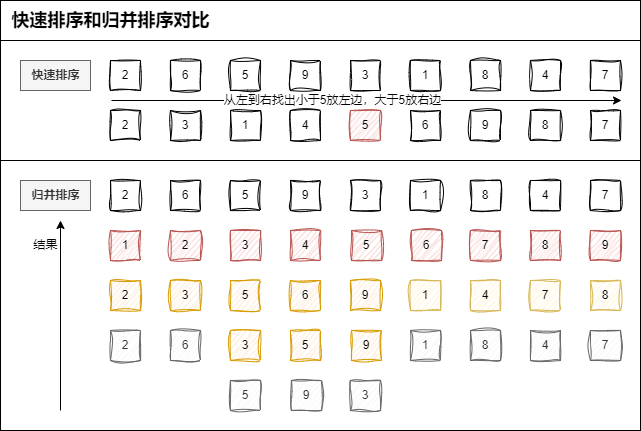 快速排序和归并排序对比
快速排序 2 6 5 9 3 1 8 4 7
从左到右找出小于5放左边，大于5放右边
2 3 1 4 5 6 9 8 7
归并排序 2 6 5 9 3 1 8 4 7
结果 1 2 3 4 5 6 7 8 9
2 3 5 6 9 1 4 7 8
2 6 3 5 9 1 8 4 7
5 9 3